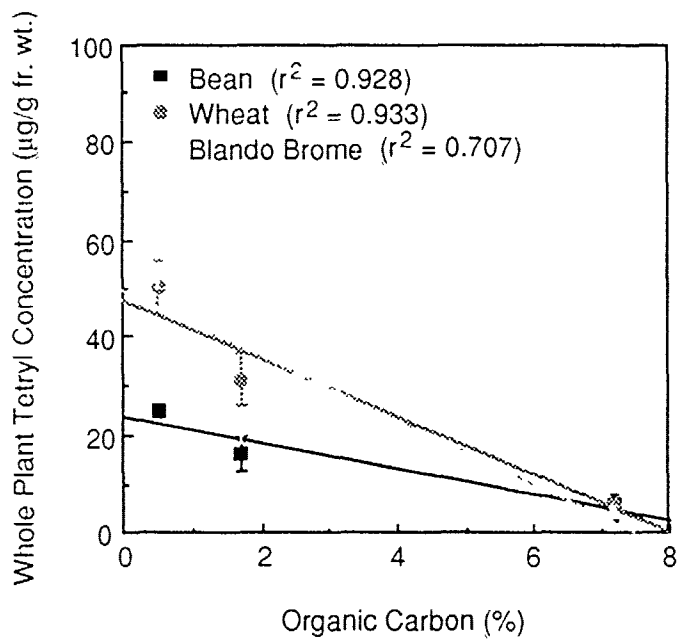 Whole Plant Tetryl Concentration (µg/g fr. wt.)
100
80
60
40
20
0
Bean (r² = 0.928)
Wheat (r² = 0.933)
Blando Brome (r² = 0.707)
0 2 4 6 8
Organic Carbon (%)